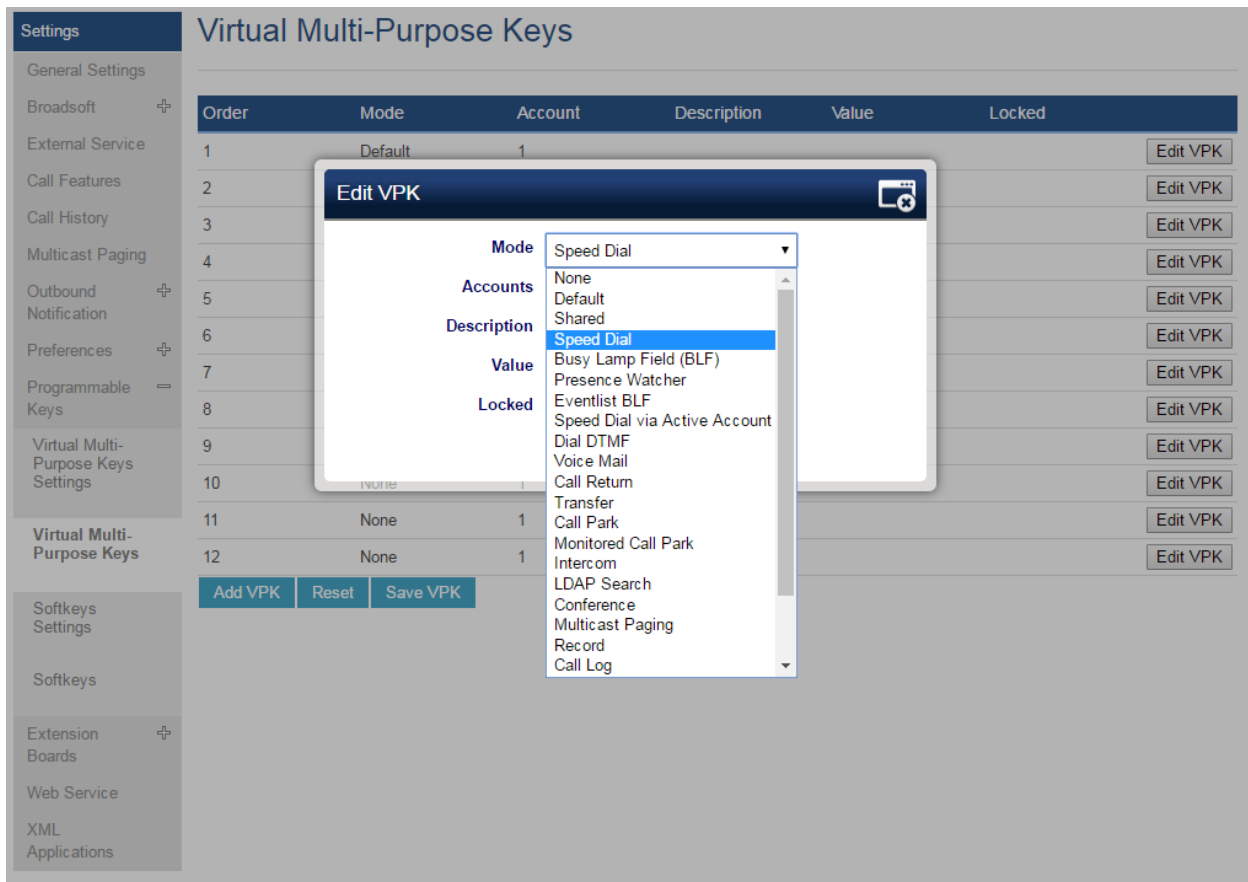 Settings
General Settings
Broadsoft
External Service
Call Features
Call History
Multicast Paging
Outbound
Notification
Preferences
Programmable
Keys
Virtual Multi-
Purpose Keys
Settings
Virtual Multi-
Purpose Keys
Softkeys
Settings
Softkeys
Extension
Boards
Web Service
XML
Applications
Virtual Multi-Purpose Keys
Order Mode Account Description Value Locked
1 Default 1 Edit VPK
2 Edit VPK
3 Edit VPK
4 Edit VPK
5 Edit VPK
6 Edit VPK
7 Edit VPK
8 Edit VPK
9 Edit VPK
10 None 1 Edit VPK
11 None 1 Edit VPK
12 None 1 Edit VPK
Add VPK Reset Save VPK
Edit VPK
Mode Speed Dial
Accounts
Description
Value
Locked
None
Default
Shared
Speed Dial
Busy Lamp Field (BLF)
Presence Watcher
Eventlist BLF
Speed Dial via Active Account
Dial DTMF
Voice Mail
Call Return
Transfer
Call Park
Monitored Call Park
Intercom
LDAP Search
Conference
Multicast Paging
Record
Call Log